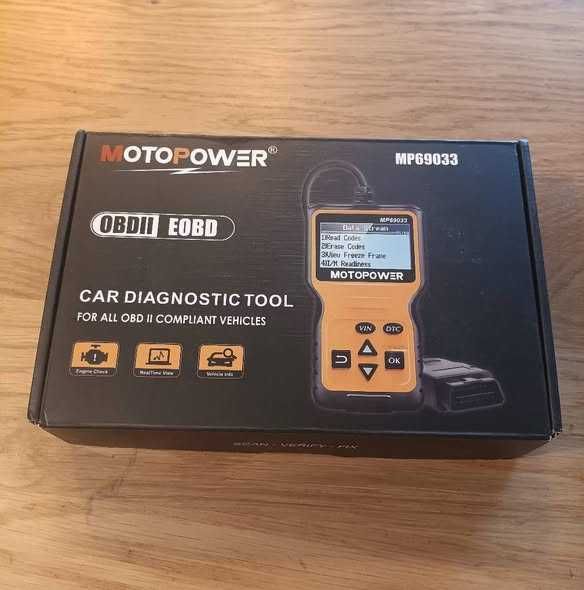 MOTOPOWER®
MP69033
OBDII EOBD
CAR DIAGNOSTIC TOOL
FOR ALL OBD II COMPLIANT VEHICLES
Engine Check
RealTime View
Vehicle Info
MP69033
Data Stream
1)Read Codes
2)Erase Codes
3)View Freeze Frame
4)I/M Readiness
MOTOPOWER
VIN
DTC
OK
SCAN - VERIFY - FIX